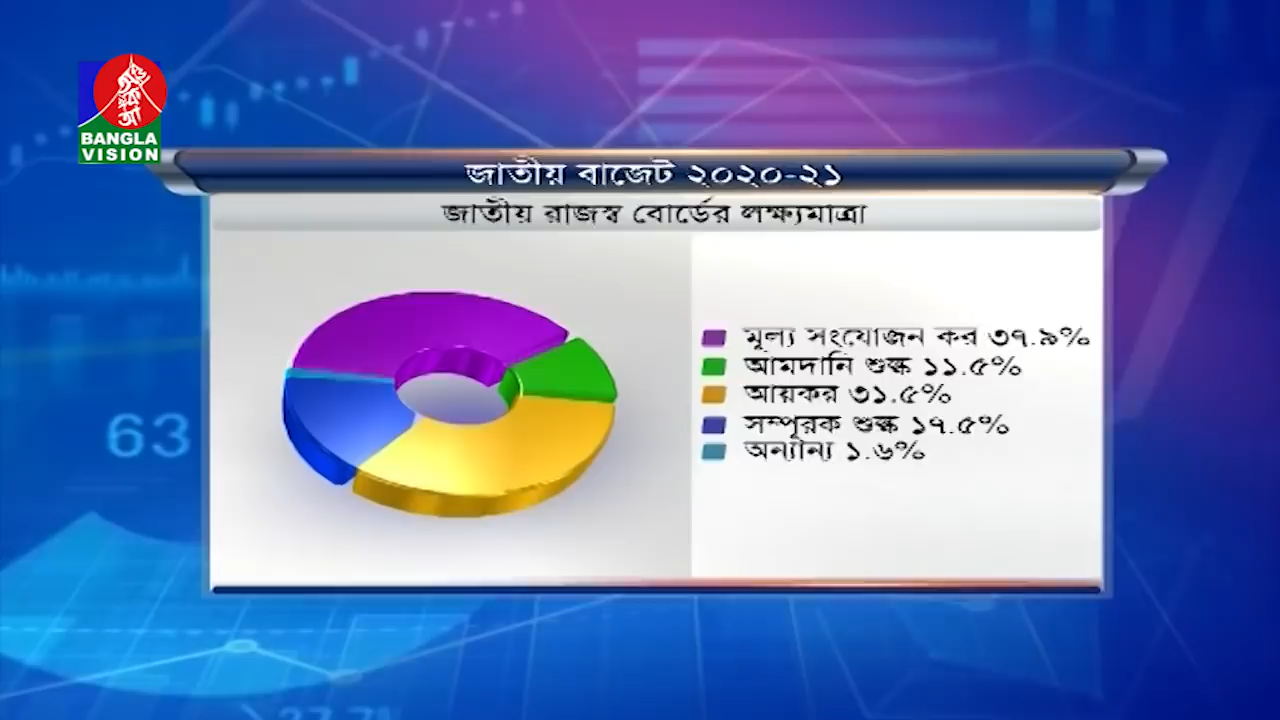 BANGLA
VISION
জাতীয় বাজেট ২০২০-২১
জাতীয় রাজস্ব বোর্ডের লক্ষ্যমাত্রা
মূল্য সংযোজন কর ৩৭.৯%
আমদানি শুল্ক ১১.৫%
আয়কর ৩১.৫%
সম্পূরক শুল্ক ১৭.৫%
অন্যান্য ১.৬%
63